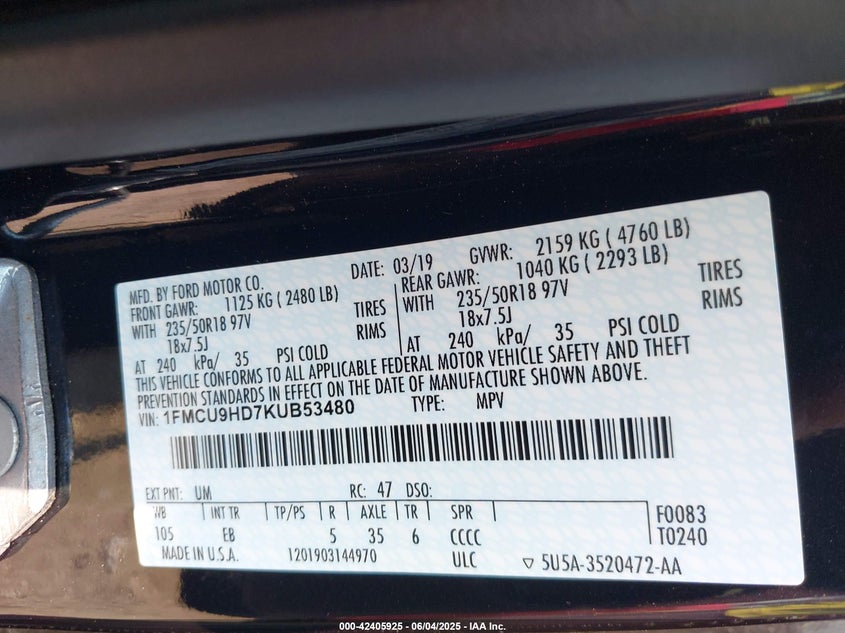 MFD. BY FORD MOTOR CO. DATE: 03/19 GVWR: 2159 KG ( 4760 LB)
FRONT GAWR: 1125 KG ( 2480 LB) REAR GAWR: 1040 KG ( 2293 LB)
WITH 235/50R18 97V TIRES WITH 235/50R18 97V TIRES
18x7.5J RIMS 18x7.5J RIMS
AT 240 kPa/ 35 PSI COLD AT 240 kPa/ 35 PSI COLD
THIS VEHICLE CONFORMS TO ALL APPLICABLE FEDERAL MOTOR VEHICLE SAFETY AND THEFT
PREVENTION STANDARDS IN EFFECT ON THE DATE OF MANUFACTURE SHOWN ABOVE.
VIN: 1FMCU9HD7KUB53480 TYPE: MPV
EXT PNT: UM RC: 47 DSO:
WB INT TR TP/PS R AXLE TR SPR F0083
105 EB 5 35 6 CCCC T0240
MADE IN U.S.A. 1201903144970 ULC ▽ 5U5A-3520472-AA
000-42405925 - 06/04/2025 - IAA Inc.